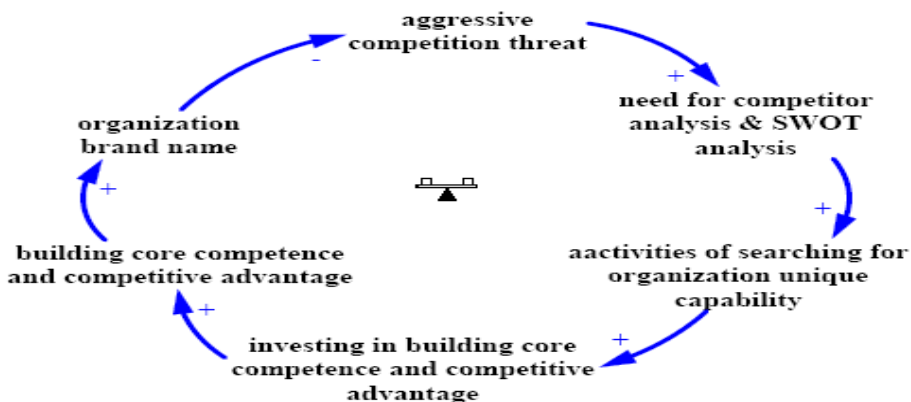 aggressive
competition threat
+
need for competitor
analysis & SWOT
analysis
+
aactivities of searching for
organization unique
capability
+
investing in building core
competence and competitive
advantage
+
building core competence
and competitive advantage
+
organization
brand name
-